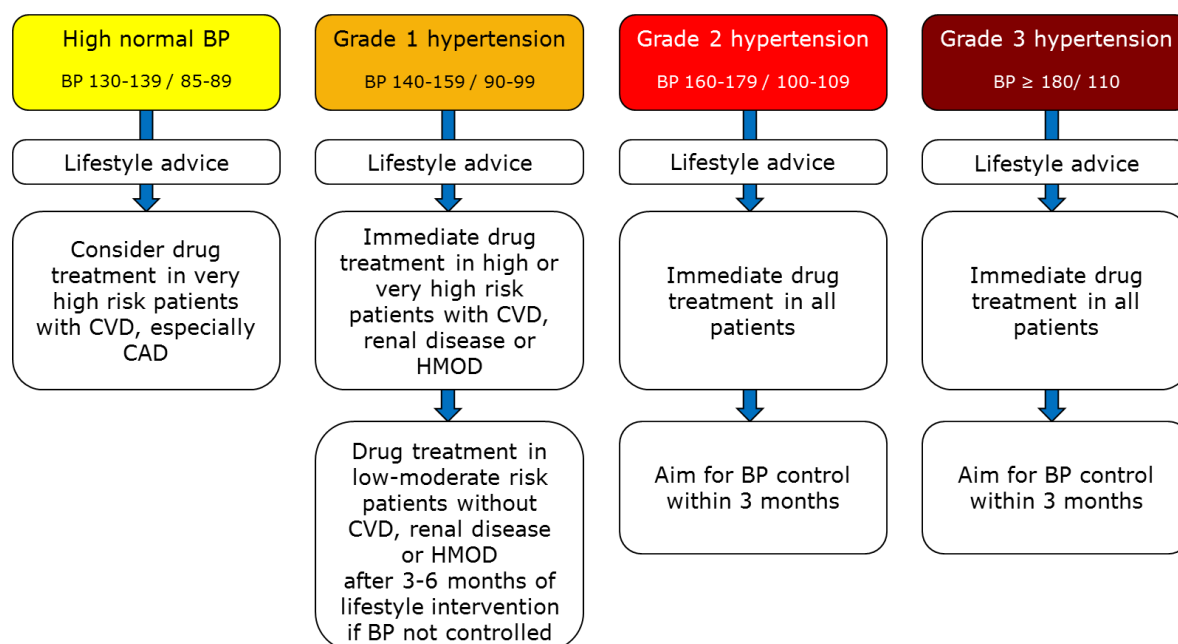 High normal BP
BP 130-139 / 85-89
Lifestyle advice
Consider drug
treatment in very
high risk patients
with CVD, especially
CAD
Grade 1 hypertension
BP 140-159 / 90-99
Lifestyle advice
Immediate drug
treatment in high or
very high risk
patients with CVD,
renal disease or
HMOD
Drug treatment in
low-moderate risk
patients without
CVD, renal disease
or HMOD
after 3-6 months of
lifestyle intervention
if BP not controlled
Grade 2 hypertension
BP 160-179 / 100-109
Lifestyle advice
Immediate drug
treatment in all
patients
Aim for BP control
within 3 months
Grade 3 hypertension
BP ≥ 180/ 110
Lifestyle advice
Immediate drug
treatment in all
patients
Aim for BP control
within 3 months